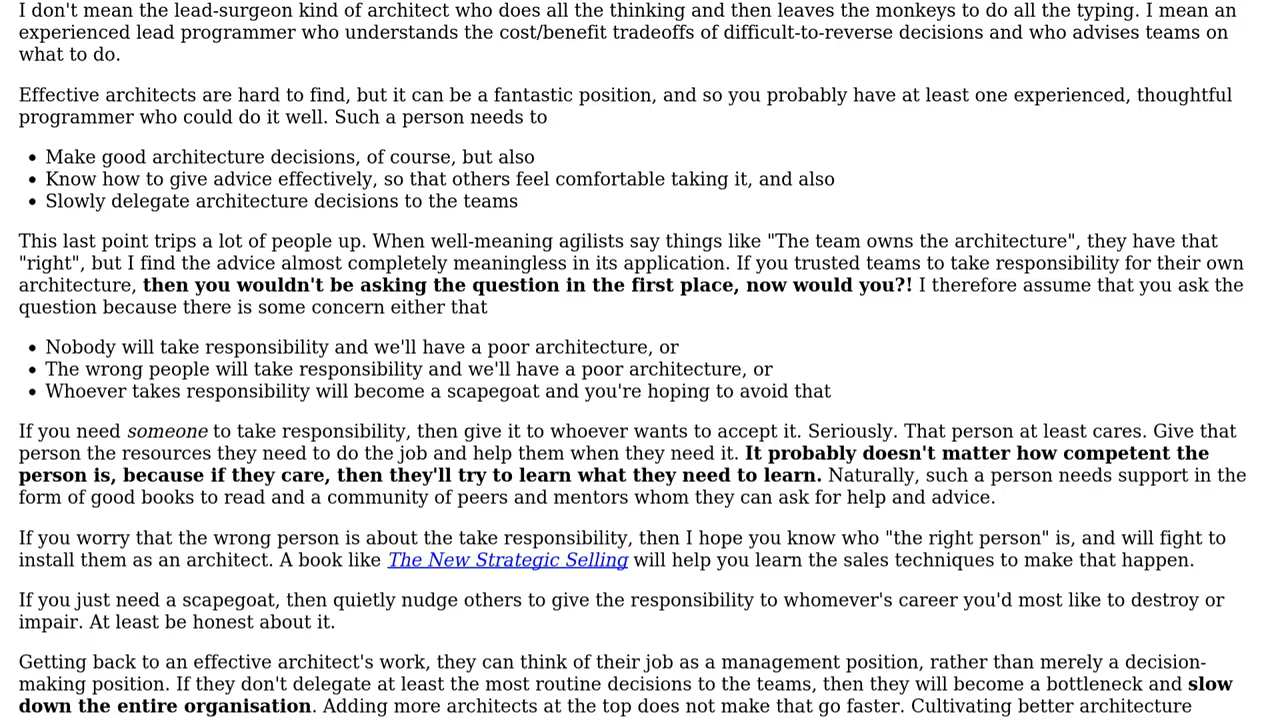 I don't mean the lead-surgeon kind of architect who does all the thinking and then leaves the monkeys to do all the typing. I mean an
experienced lead programmer who understands the cost/benefit tradeoffs of difficult-to-reverse decisions and who advises teams on
what to do.
Effective architects are hard to find, but it can be a fantastic position, and so you probably have at least one experienced, thoughtful
programmer who could do it well. Such a person needs to
• Make good architecture decisions, of course, but also
• Know how to give advice effectively, so that others feel comfortable taking it, and also
• Slowly delegate architecture decisions to the teams
This last point trips a lot of people up. When well-meaning agilists say things like "The team owns the architecture", they have that
"right", but I find the advice almost completely meaningless in its application. If you trusted teams to take responsibility for their own
architecture, then you wouldn't be asking the question in the first place, now would you?! I therefore assume that you ask the
question because there is some concern either that
• Nobody will take responsibility and we'll have a poor architecture, or
• The wrong people will take responsibility and we'll have a poor architecture, or
• Whoever takes responsibility will become a scapegoat and you're hoping to avoid that
If you need someone to take responsibility, then give it to whoever wants to accept it. Seriously. That person at least cares. Give that
person the resources they need to do the job and help them when they need it. It probably doesn't matter how competent the
person is, because if they care, then they'll try to learn what they need to learn. Naturally, such a person needs support in the
form of good books to read and a community of peers and mentors whom they can ask for help and advice.
If you worry that the wrong person is about the take responsibility, then I hope you know who "the right person" is, and will fight to
install them as an architect. A book like The New Strategic Selling will help you learn the sales techniques to make that happen.
If you just need a scapegoat, then quietly nudge others to give the responsibility to whomever's career you'd most like to destroy or
impair. At least be honest about it.
Getting back to an effective architect's work, they can think of their job as a management position, rather than merely a decision-
making position. If they don't delegate at least the most routine decisions to the teams, then they will become a bottleneck and slow
down the entire organisation. Adding more architects at the top does not make that go faster. Cultivating better architecture